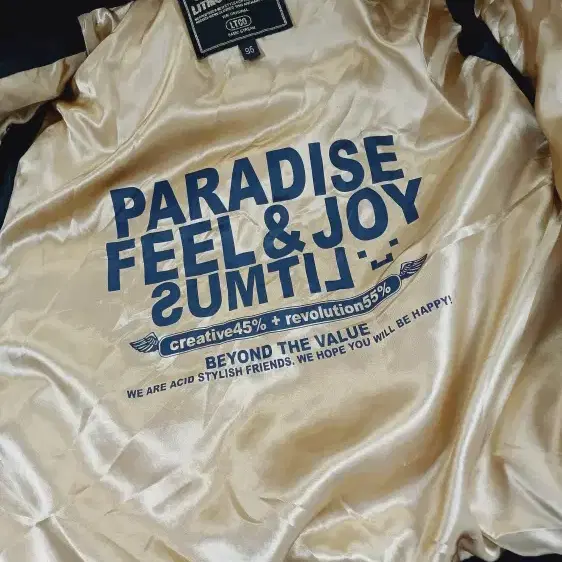 LTCO
95
PARADISE
FEEL & JOY
SUMTIL
creative45% + revolution55%
BEYOND THE VALUE
WE ARE ACID STYLISH FRIENDS. WE HOPE YOU WILL BE HAPPY!